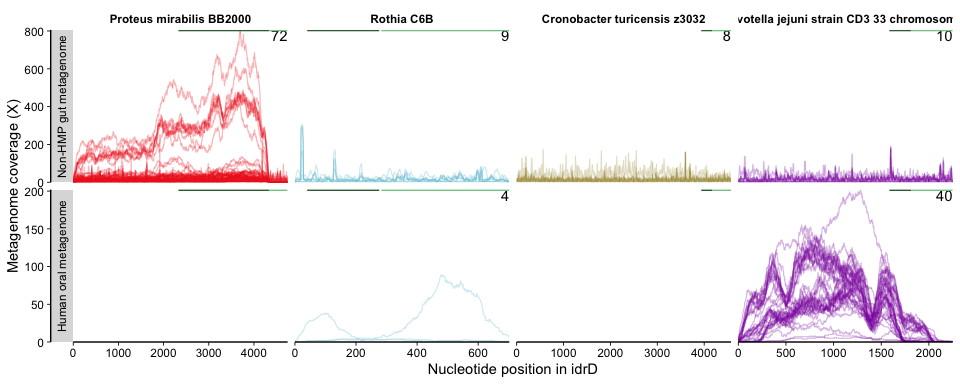 Proteus mirabilis BB2000
Rothia C6B
Cronobacter turicensis z3032
votella jejuni strain CD3 33 chromosom
72
9
8
10
Metagenome coverage (X)
Non-HMP gut metagenome
800
600
400
200
0
4
40
Human oral metagenome
200
150
100
50
0
0 1000 2000 3000 4000
0 200 400 600
0 1000 2000 3000 4000
0 500 1000 1500 2000
Nucleotide position in idrD